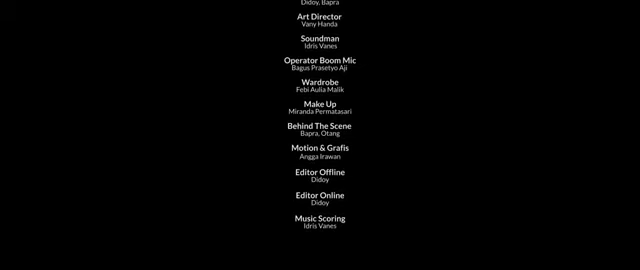 Didoy, Bapra
Art Director
Vany Handa
Soundman
Idris Vanes
Operator Boom Mic
Bagus Prasetyo Aji
Wardrobe
Febi Aulia Malik
Make Up
Miranda Permatasari
Behind The Scene
Bapra, Otang
Motion & Grafis
Angga Irawan
Editor Offline
Didoy
Editor Online
Didoy
Music Scoring
Idris Vanes